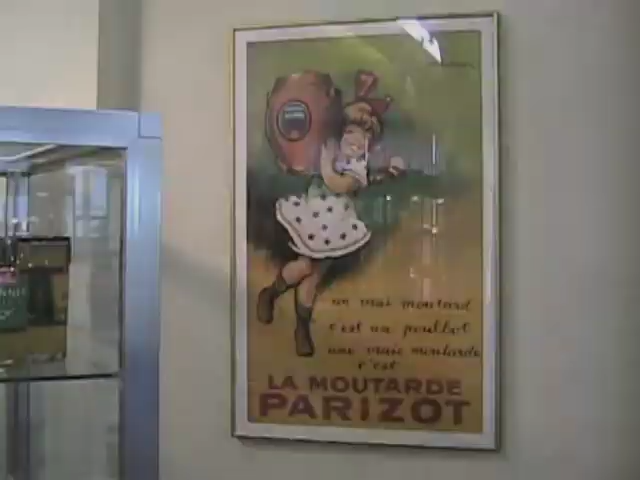 un vrai moutard
c'est un poulbot
une vraie moutarde
c'est
LA MOUTARDE
PARIZOT